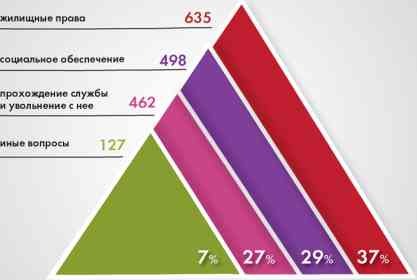 жилищные права 635
социальное обеспечение 498
прохождение службы
и увольнение с нее 462
иные вопросы 127
7% 27% 29% 37%